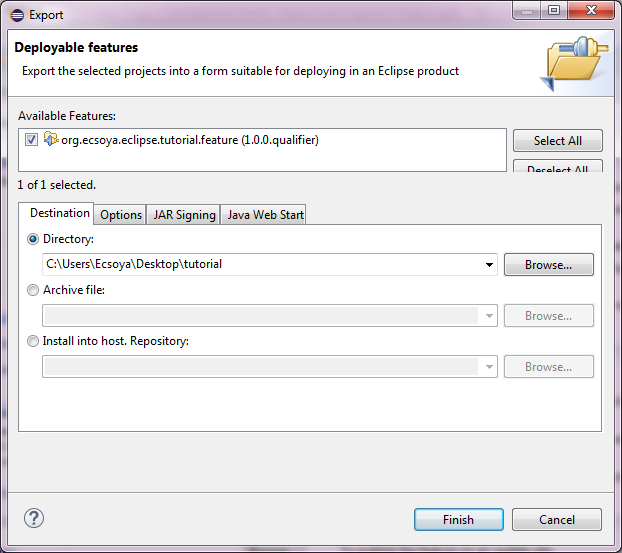 Export
Deployable features
Export the selected projects into a form suitable for deploying in an Eclipse product
Available Features:
org.ecsoya.eclipse.tutorial.feature (1.0.0.qualifier)
Select All
Deselect All
1 of 1 selected.
Destination Options JAR Signing Java Web Start
Directory:
C:\Users\Ecsoya\Desktop\tutorial Browse...
Archive file:
Browse...
Install into host. Repository:
Browse...
? Finish Cancel